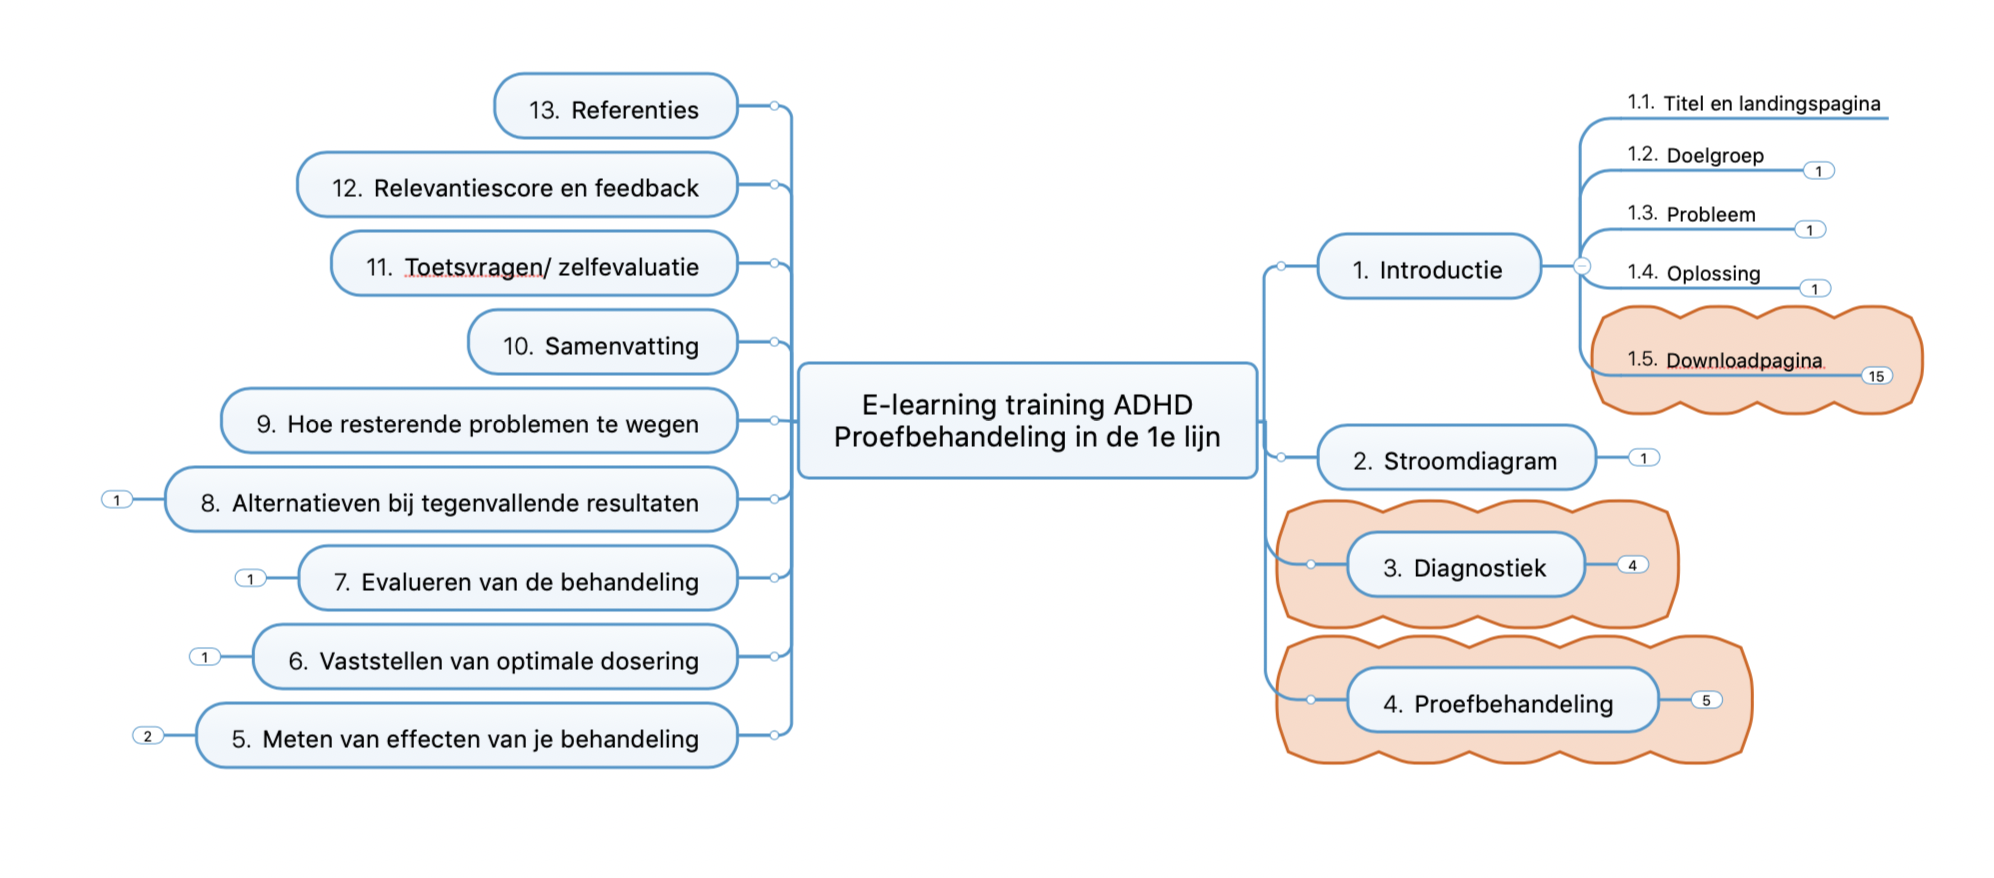 E-learning training ADHD
Proefbehandeling in de 1e lijn
1. Introductie
1.1. Titel en landingspagina
1.2. Doelgroep
1
1.3. Probleem
1
1.4. Oplossing
1
1.5. Downloadpagina
15
2. Stroomdiagram
1
3. Diagnostiek
4
4. Proefbehandeling
5
13. Referenties
12. Relevantiescore en feedback
11. Toetsvragen/ zelfevaluatie
10. Samenvatting
9. Hoe resterende problemen te wegen
1
8. Alternatieven bij tegenvallende resultaten
1
7. Evalueren van de behandeling
1
6. Vaststellen van optimale dosering
2
5. Meten van effecten van je behandeling